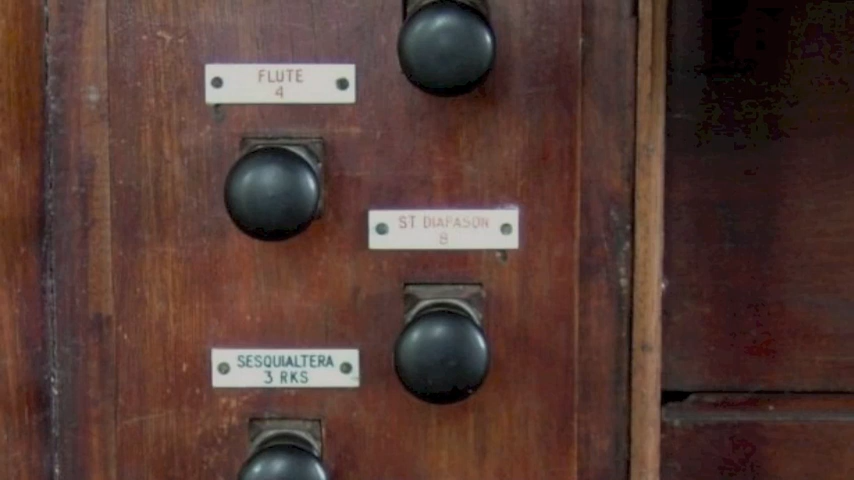 FLUTE
4
ST DIAPASON
8
SESQUIALTERA
3 RKS